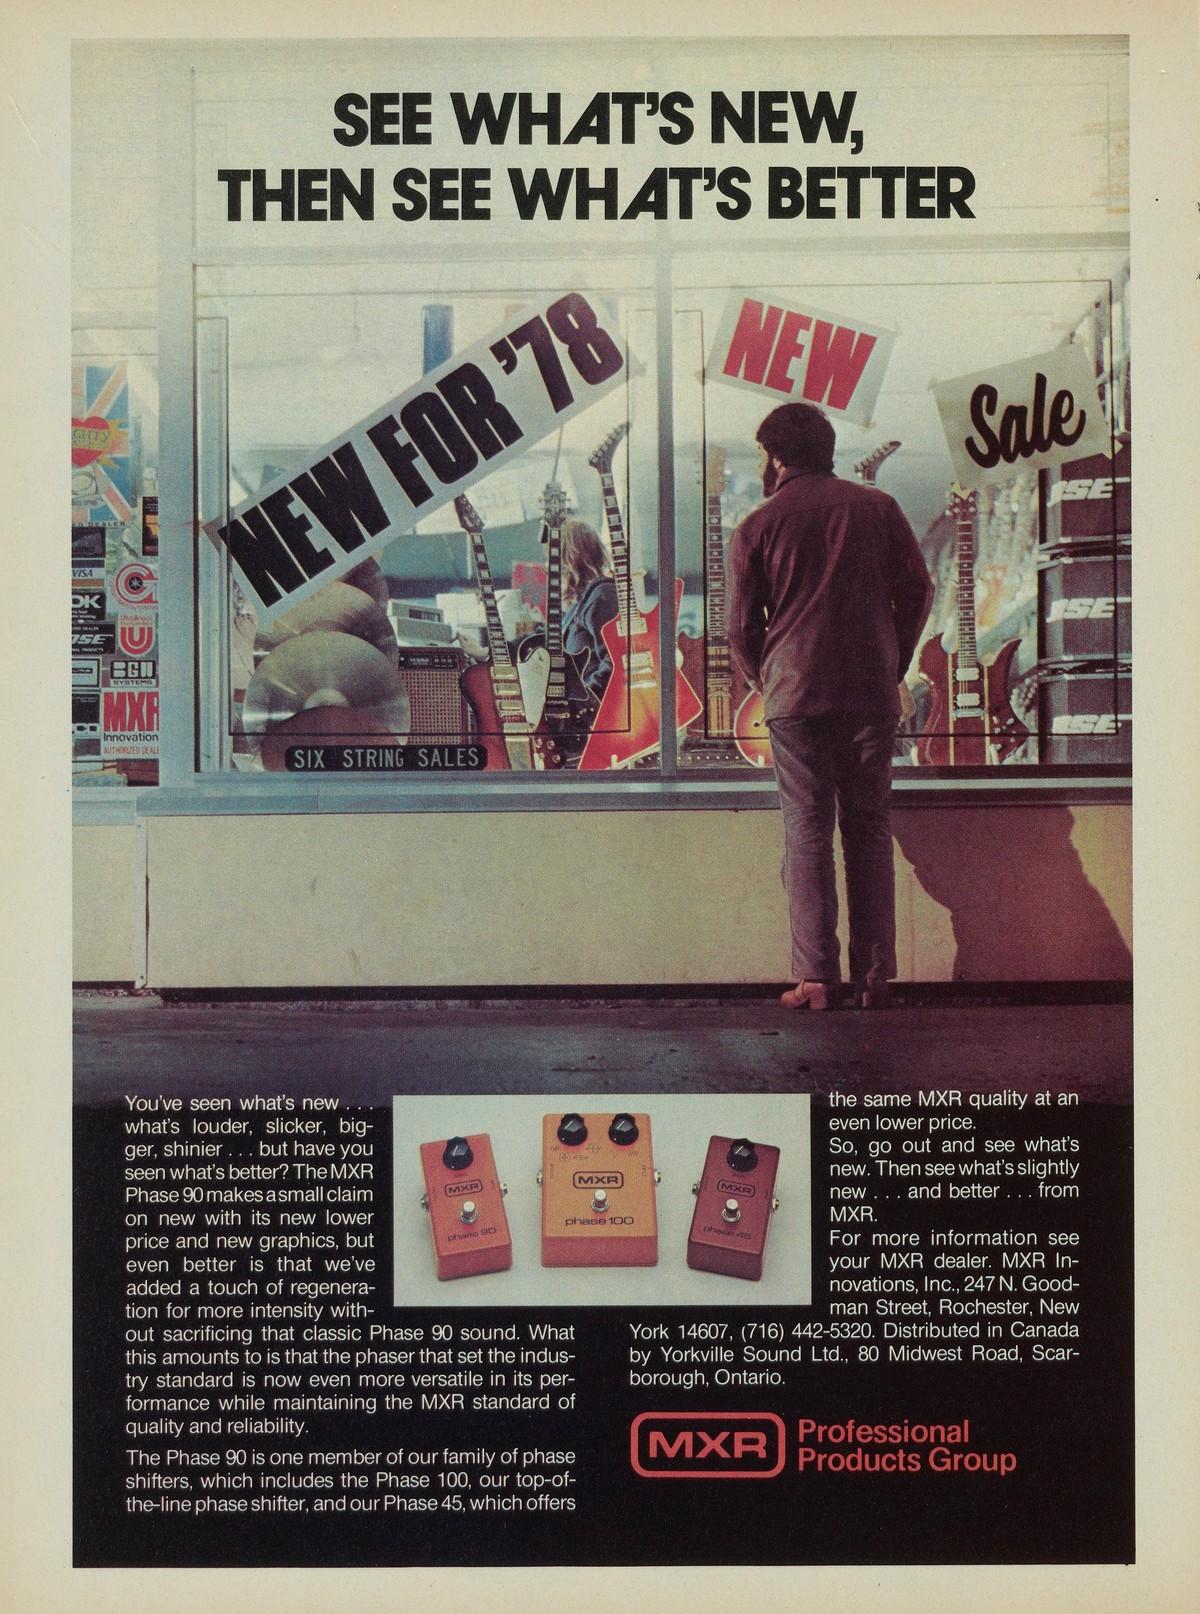 SEE WHAT'S NEW,
THEN SEE WHAT'S BETTER
NEW FOR '78
NEW
Sale
VISA
G
U
BGW
SYSTEMS
MXR
Innovation
AUTHORIZED DEALE
SIX STRING SALES
You've seen what's new . . .
what's louder, slicker, big-
ger, shinier . . . but have you
seen what's better? The MXR
Phase 90 makes a small claim
on new with its new lower
price and new graphics, but
even better is that we've
added a touch of regenera-
tion for more intensity with-
out sacrificing that classic Phase 90 sound. What
this amounts to is that the phaser that set the indus-
try standard is now even more versatile in its per-
formance while maintaining the MXR standard of
quality and reliability.
The Phase 90 is one member of our family of phase
shifters, which includes the Phase 100, our top-of-
the-line phase shifter, and our Phase 45, which offers
MXR
phase 90
MXR
phase 100
MXR
phase 45
the same MXR quality at an
even lower price.
So, go out and see what's
new. Then see what's slightly
new . . . and better . . . from
MXR.
For more information see
your MXR dealer. MXR In-
novations, Inc., 247 N. Good-
man Street, Rochester, New
York 14607, (716) 442-5320. Distributed in Canada
by Yorkville Sound Ltd., 80 Midwest Road, Scar-
borough, Ontario.
MXR
Professional
Products Group